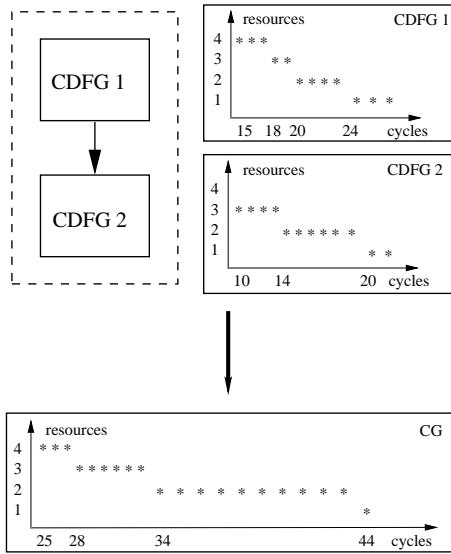 CDFG 1
CDFG 2
resources
CDFG 1
4 * * *
3 * *
2 * * * *
1 * * *
15 18 20 24 cycles
resources
CDFG 2
4
3 * * * *
2 * * * * * *
1 * *
10 14 20 cycles
resources
CG
4 * * *
3 * * * * * *
2 * * * * * * * * * *
1 *
25 28 34 44 cycles